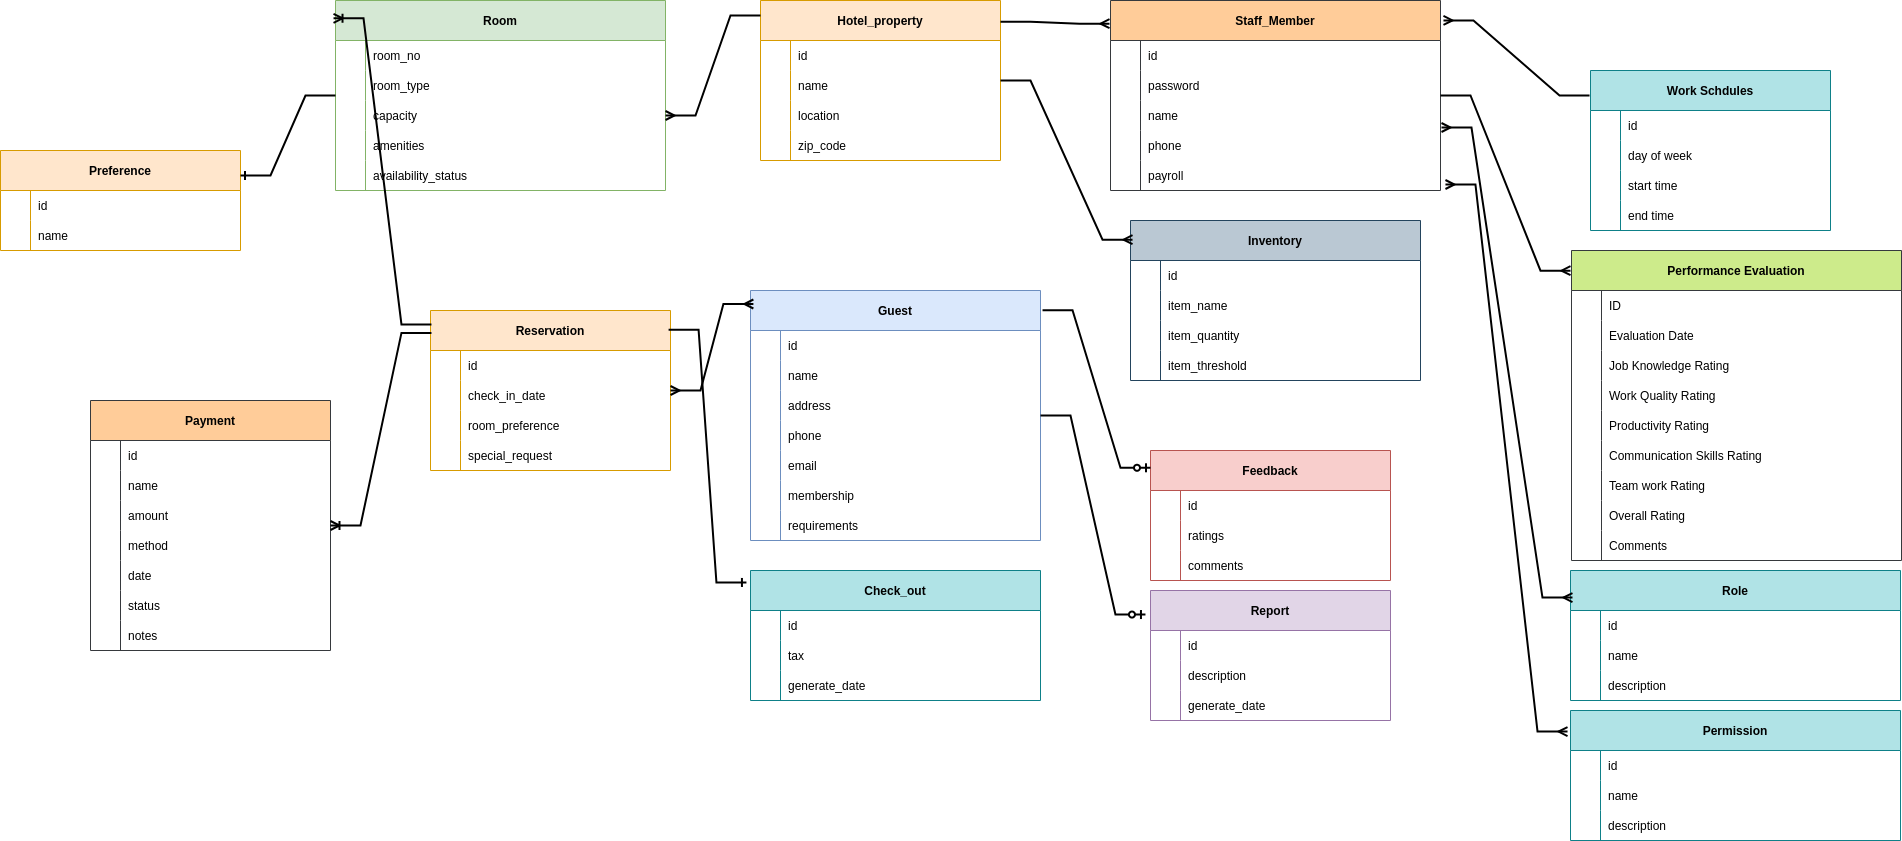 Room
room_no
room_type
capacity
amenities
availability_status
Hotel_property
id
name
location
zip_code
Staff_Member
id
password
name
phone
payroll
Work Schdules
id
day of week
start time
end time
Preference
id
name
Inventory
id
item_name
item_quantity
item_threshold
Performance Evaluation
ID
Evaluation Date
Job Knowledge Rating
Work Quality Rating
Productivity Rating
Communication Skills Rating
Team work Rating
Overall Rating
Comments
Reservation
id
check_in_date
room_preference
special_request
Guest
id
name
address
phone
email
membership
requirements
Payment
id
name
amount
method
date
status
notes
Feedback
id
ratings
comments
Check_out
id
tax
generate_date
Report
id
description
generate_date
Role
id
name
description
Permission
id
name
description